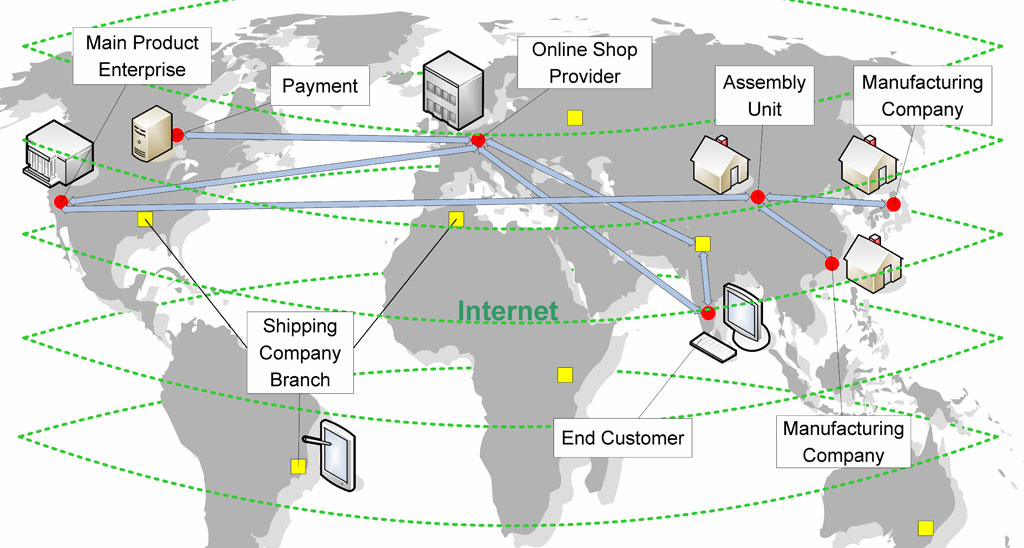 Main Product
Enterprise
Payment
Online Shop
Provider
Assembly
Unit
Manufacturing
Company
Internet
Shipping
Company
Branch
End Customer
Manufacturing
Company